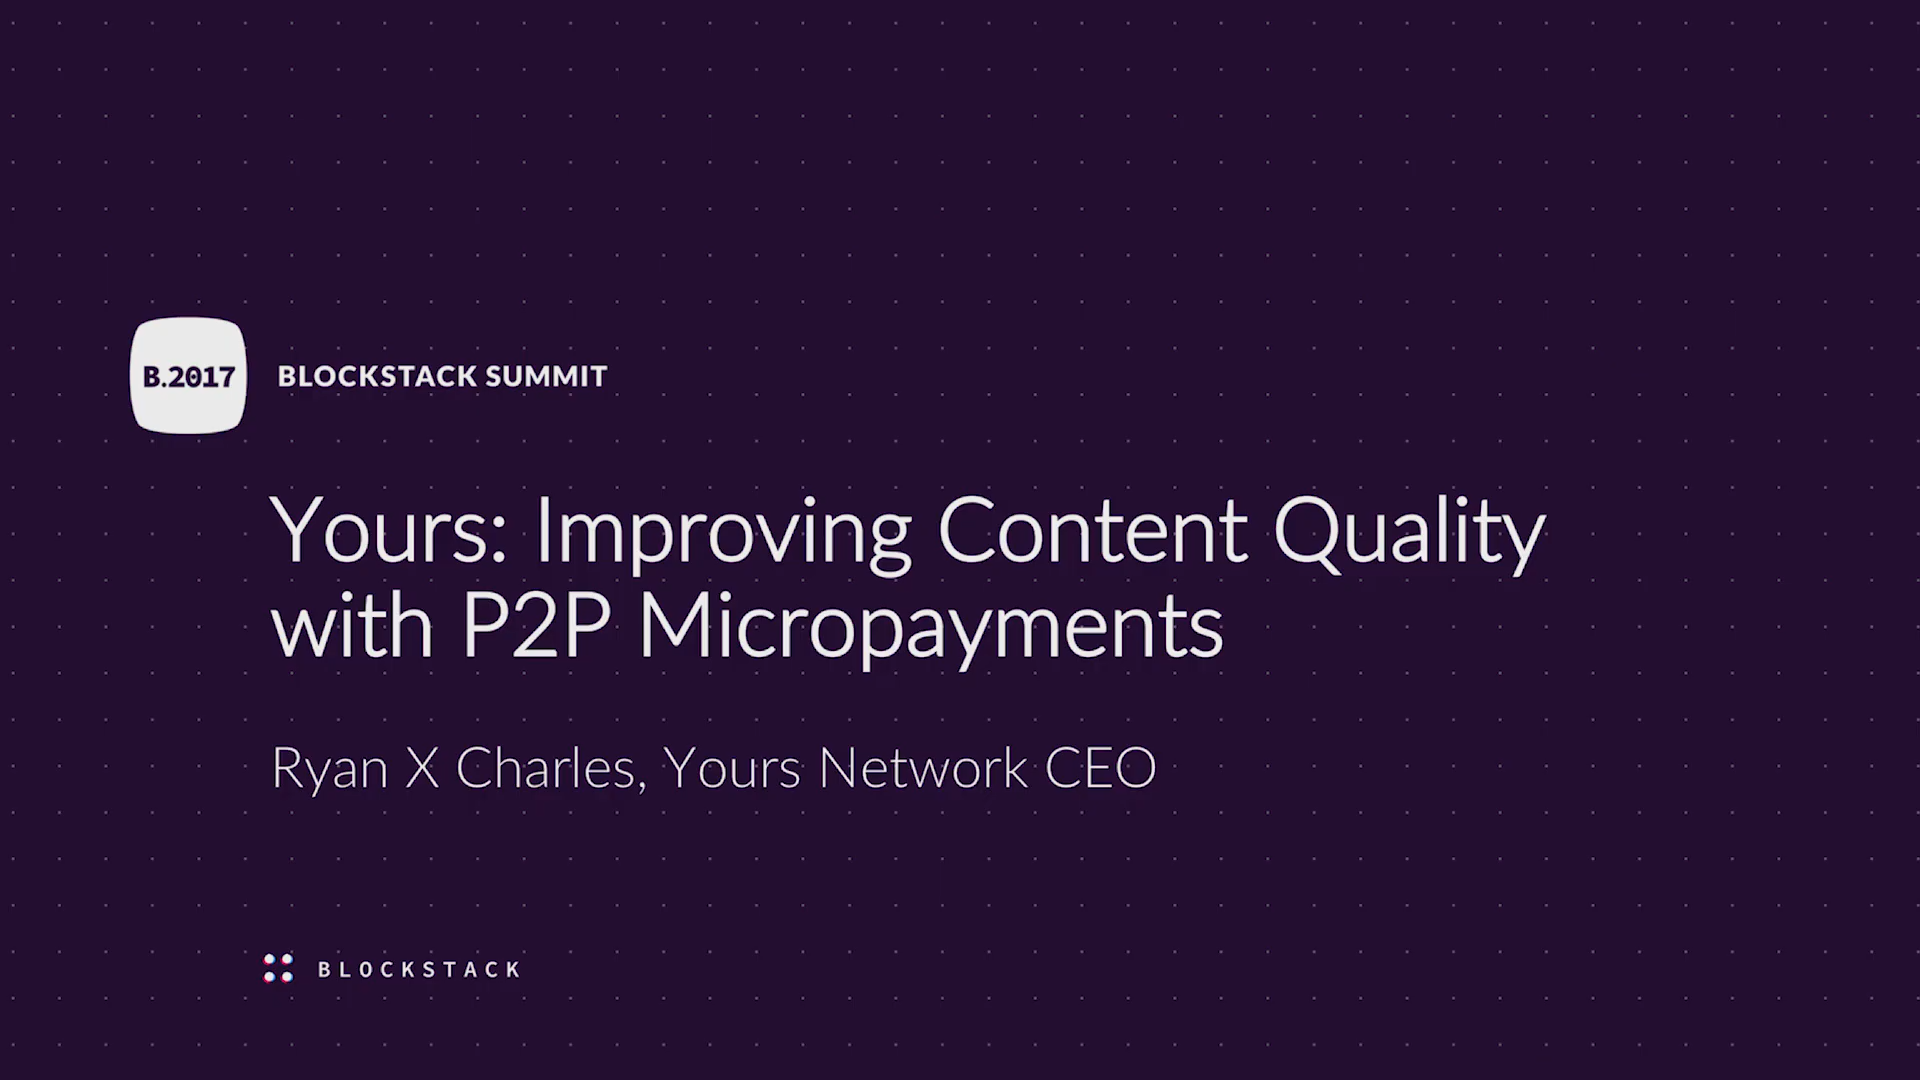 B.2017 BLOCKSTACK SUMMIT
Yours: Improving Content Quality
with P2P Micropayments
Ryan X Charles, Yours Network CEO
BLOCKSTACK